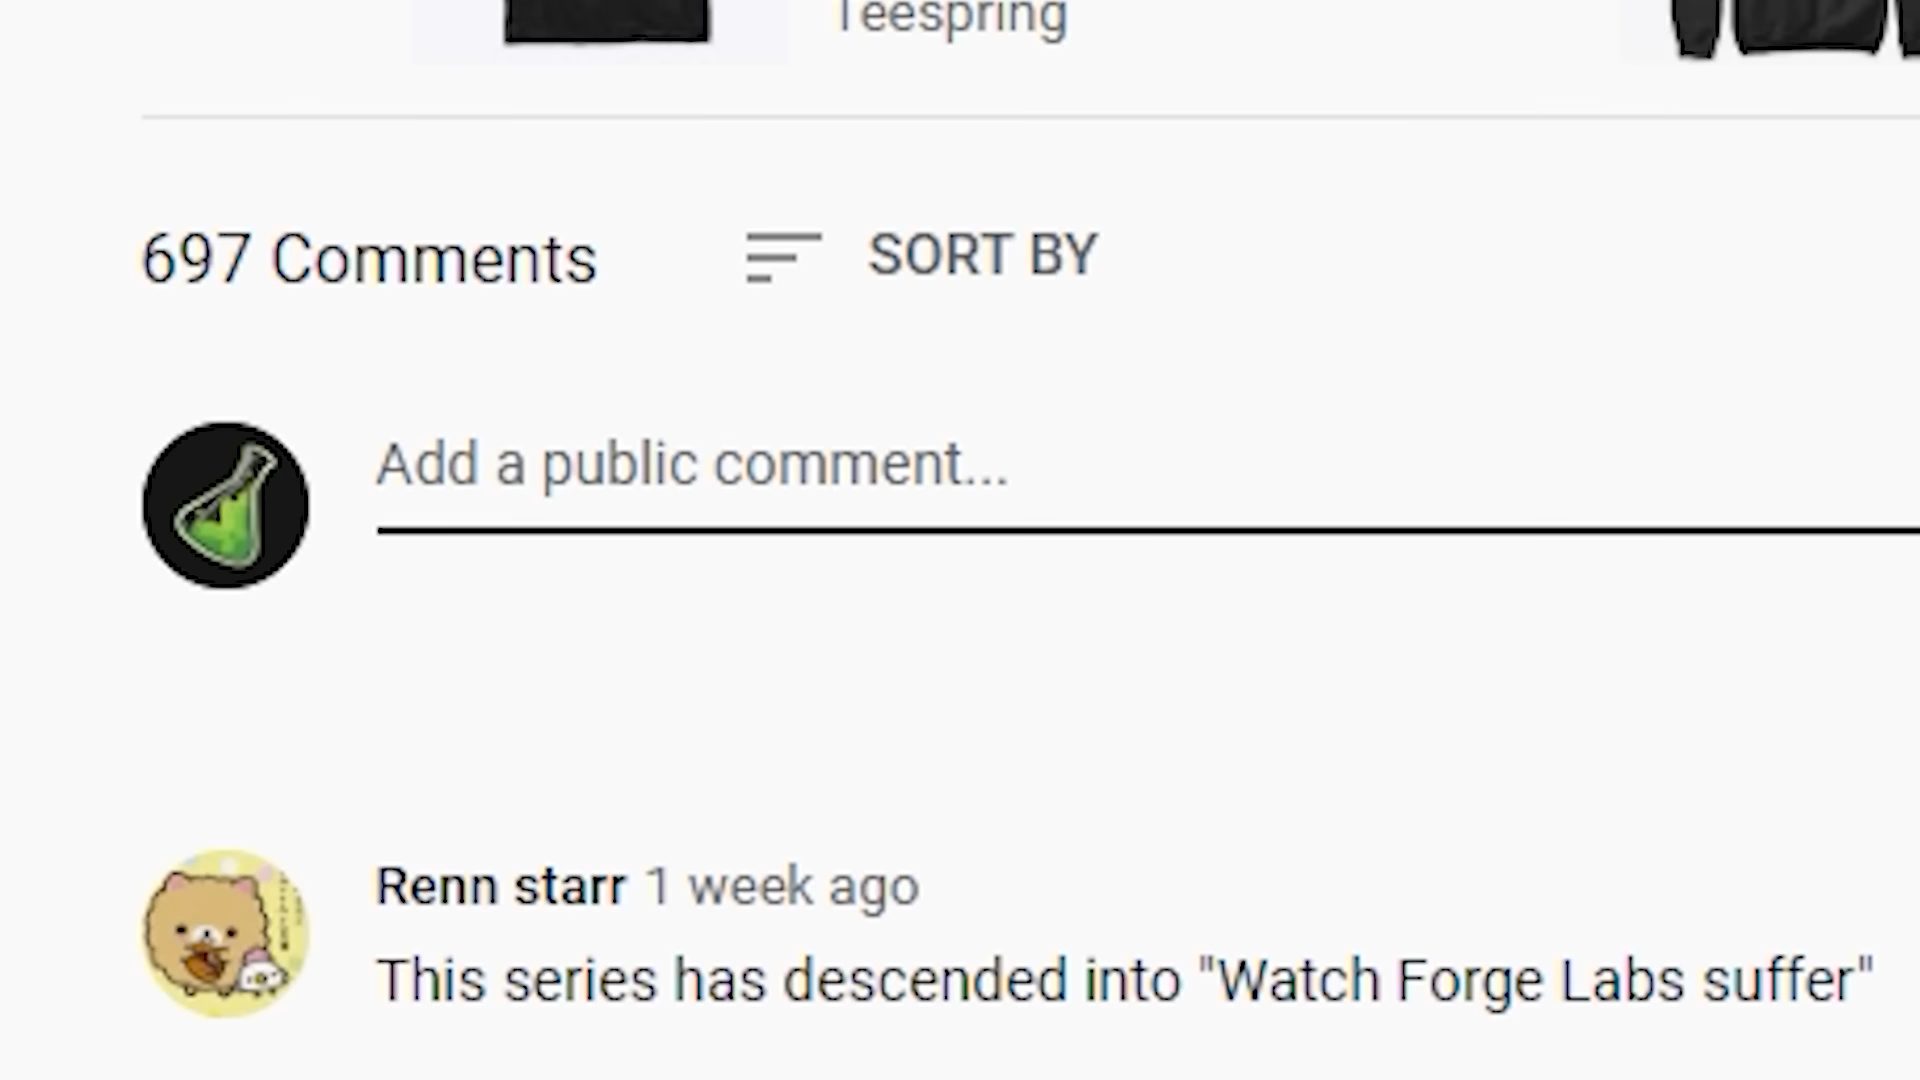 Teespring
697 Comments
SORT BY
Add a public comment...
Renn starr 1 week ago
This series has descended into "Watch Forge Labs suffer"